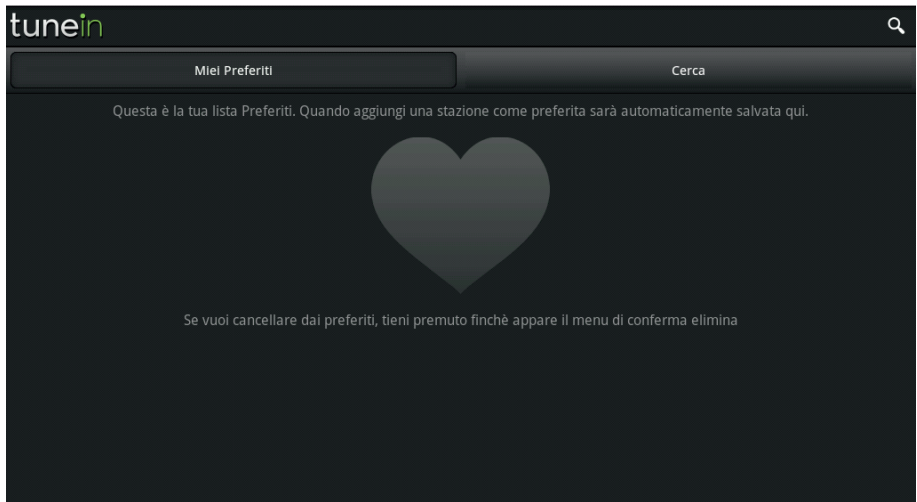 tunein
Miei Preferiti
Cerca
Questa è la tua lista Preferiti. Quando aggiungi una stazione come preferita sarà automaticamente salvata qui.
Se vuoi cancellare dai preferiti, tieni premuto finchè appare il menu di conferma elimina